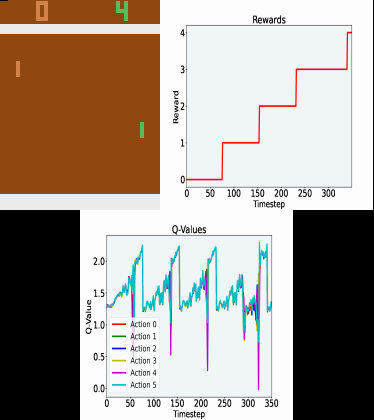 0 4
Rewards
4
3
2
1
0
Reward
0 50 100 150 200 250 300
Timestep
Q-Values
2.0
1.5
1.0
0.5
0.0
Q-Value
Action 0
Action 1
Action 2
Action 3
Action 4
Action 5
0 50 100 150 200 250 300 350
Timestep